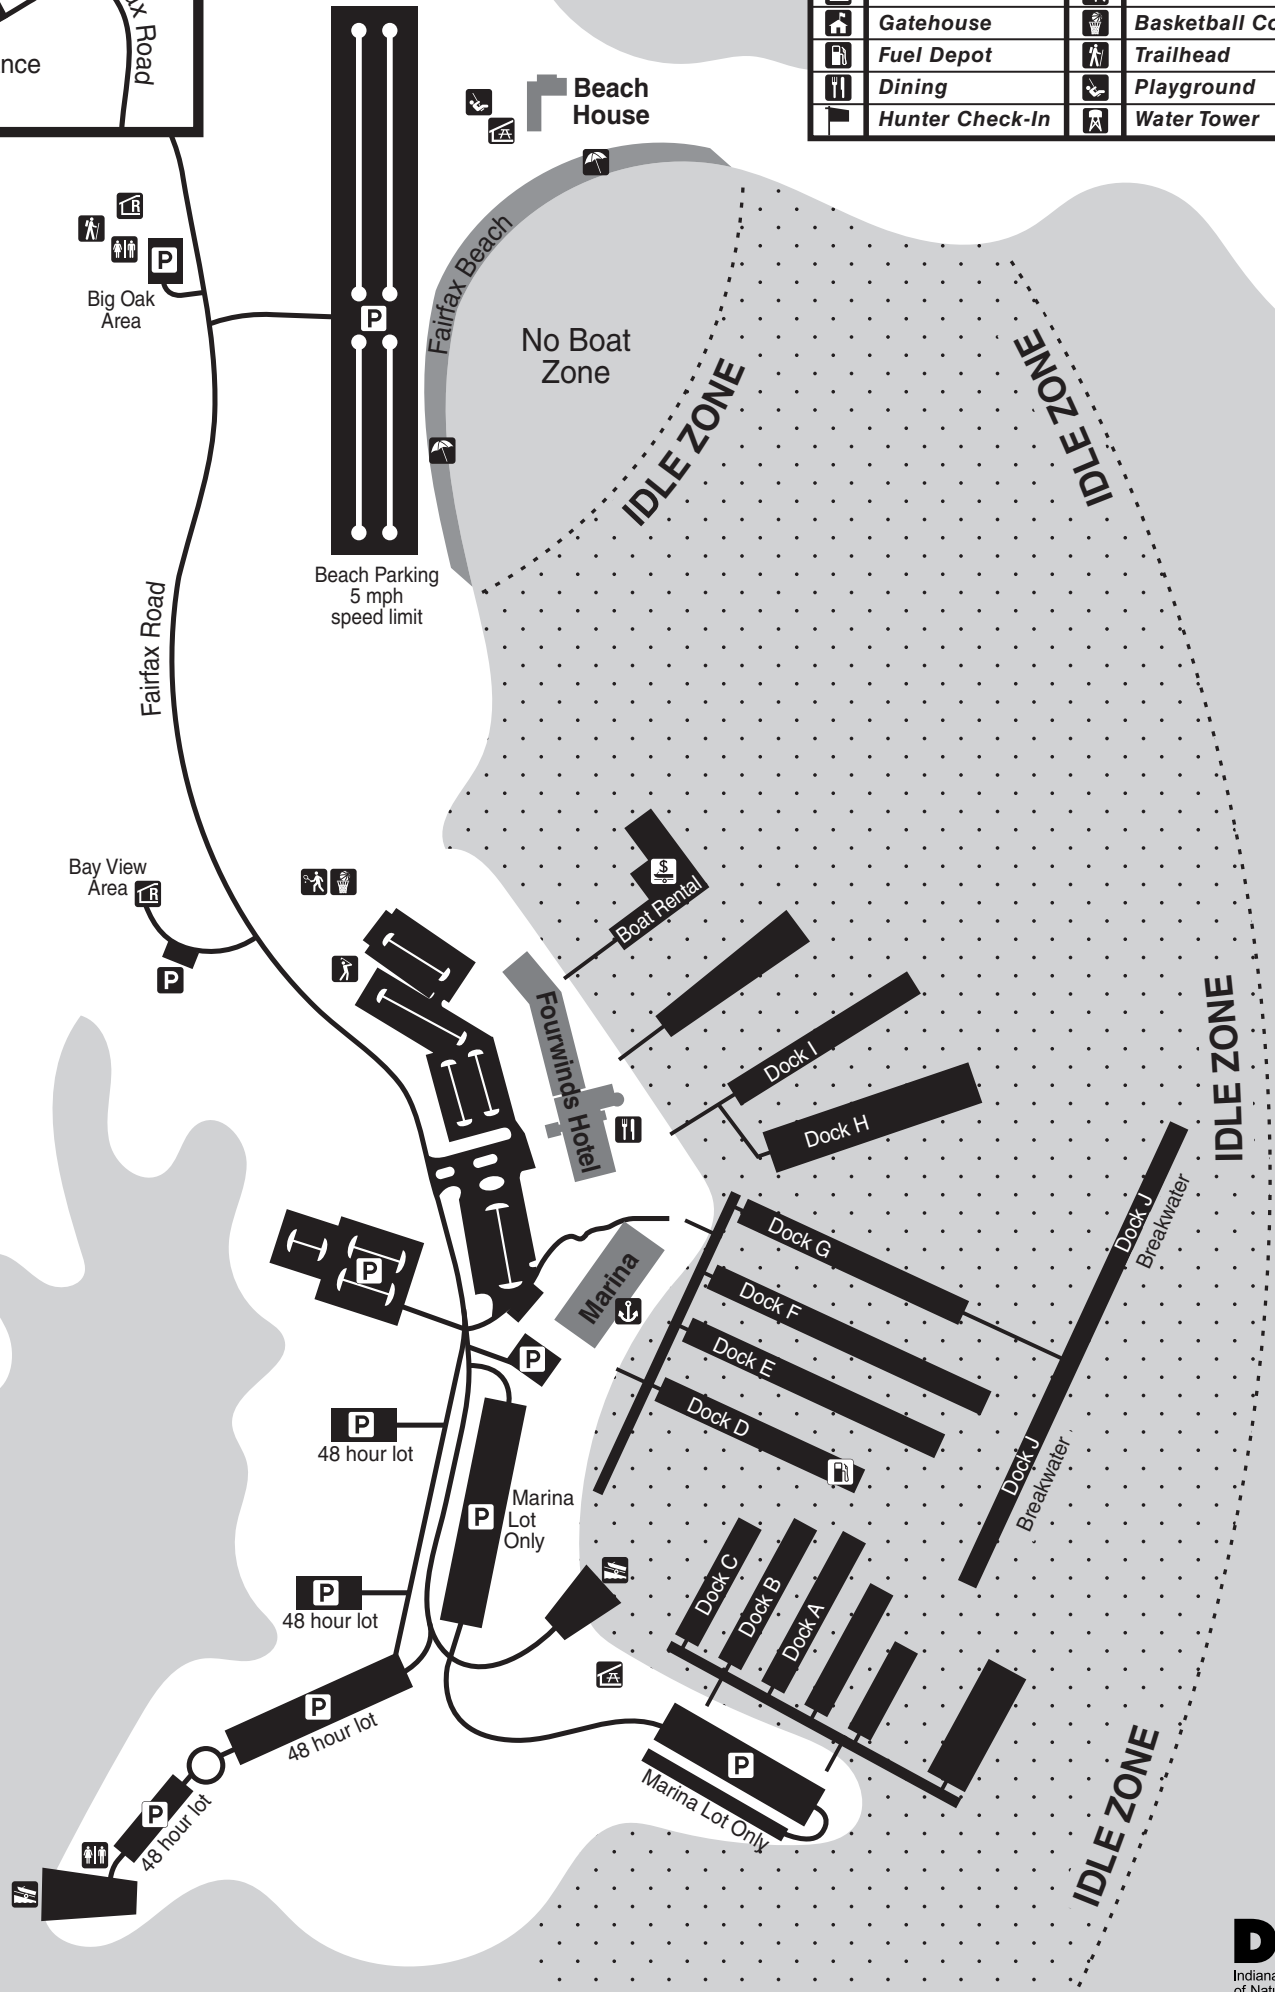 Road
nce
Gatehouse
Basketball
Fuel Depot
Trailhead
Dining
Playground
Hunter Check-In
Water Tower
Beach
House
R
P
Big Oak
Area
Fairfax Beach
P
No Boat
Zone
IDLE ZONE
IDLE ZONE
Beach Parking
5 mph
speed limit
Fairfax Road
Bay View
Area
R
P
$
Boat Rental
Fourwinds Hotel
Dock I
Dock H
IDLE ZONE
Dock J
Breakwater
Dock G
Dock F
Dock E
Dock D
Marina
P
P
P
48 hour lot
P
Marina
Lot
Only
Dock J
Breakwater
P
48 hour lot
Dock C
Dock B
Dock A
P
48 hour lot
P
Marina Lot Only
P
48 hour lot
IDLE ZONE
D
Indiana